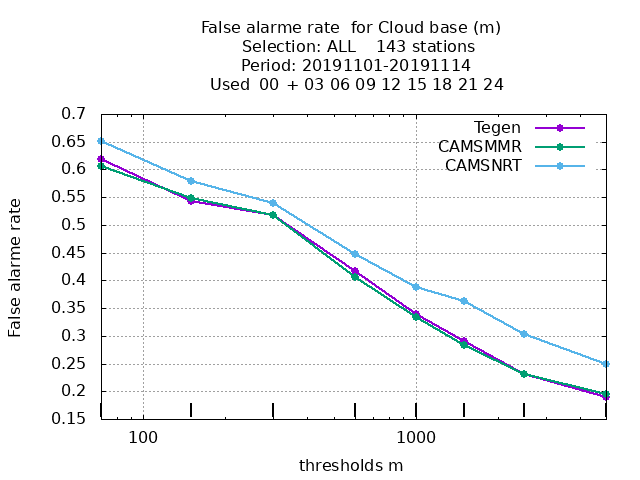 False alarme rate  for Cloud base (m)
Selection: ALL    143 stations
Period: 20191101-20191114
Used  00 + 03 06 09 12 15 18 21 24
0.7
0.65
0.6
0.55
0.5
0.45
0.4
0.35
0.3
0.25
0.2
0.15
False alarme rate
Tegen
CAMSMMR
CAMSNRT
100 1000
thresholds m